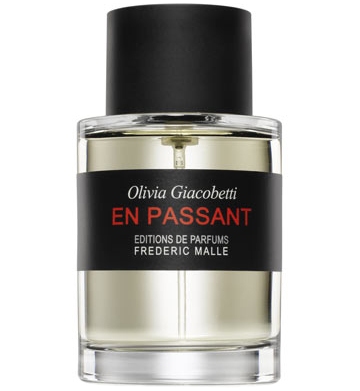 Olivia Giacobetti
EN PASSANT
EDITIONS DE PARFUMS
FREDERIC MALLE